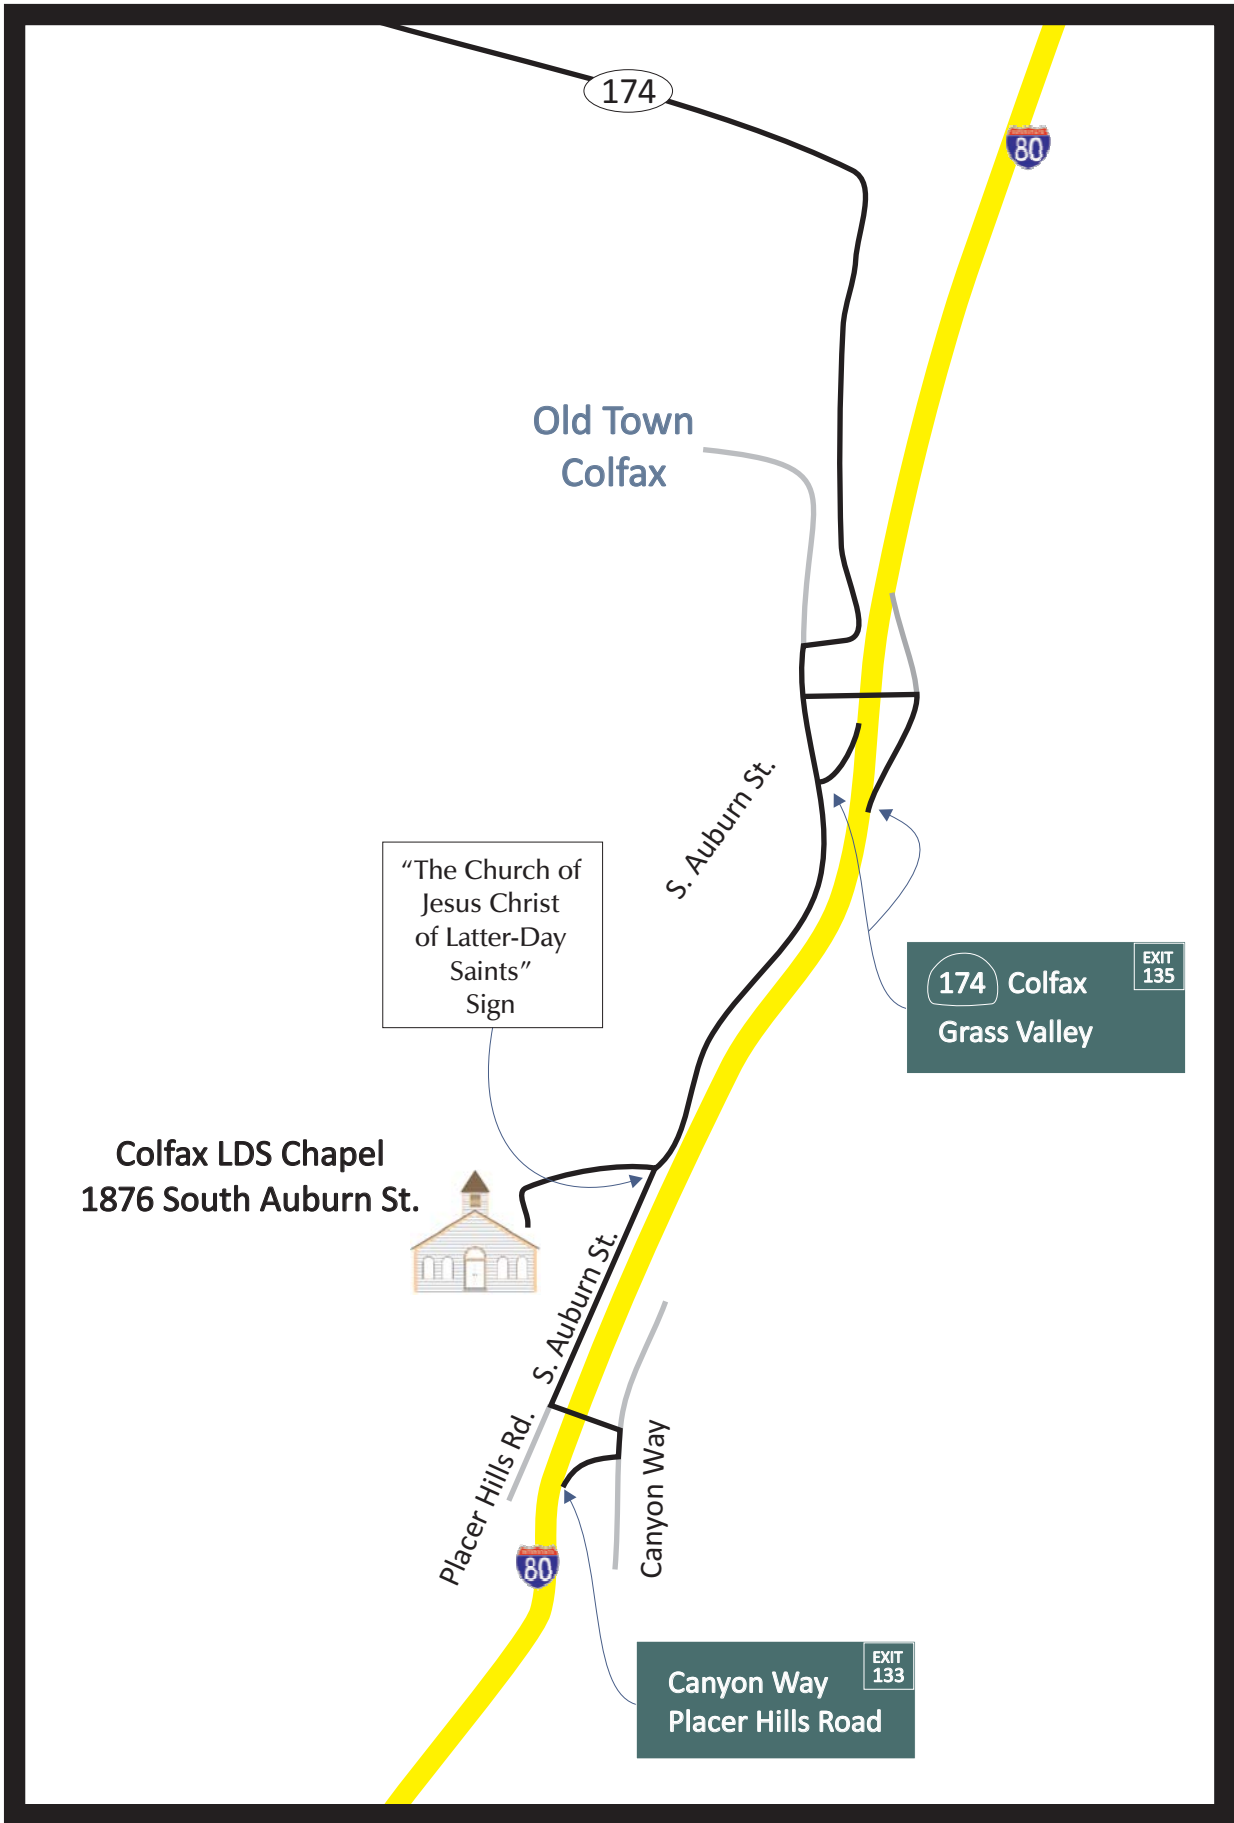 174
80
Old Town
Colfax
S. Auburn St.
“The Church of
Jesus Christ
of Latter-Day
Saints”
Sign
EXIT
135
174 Colfax
Grass Valley
Colfax LDS Chapel
1876 South Auburn St.
S. Auburn St.
Placer Hills Rd.
Canyon Way
80
EXIT
133
Canyon Way
Placer Hills Road